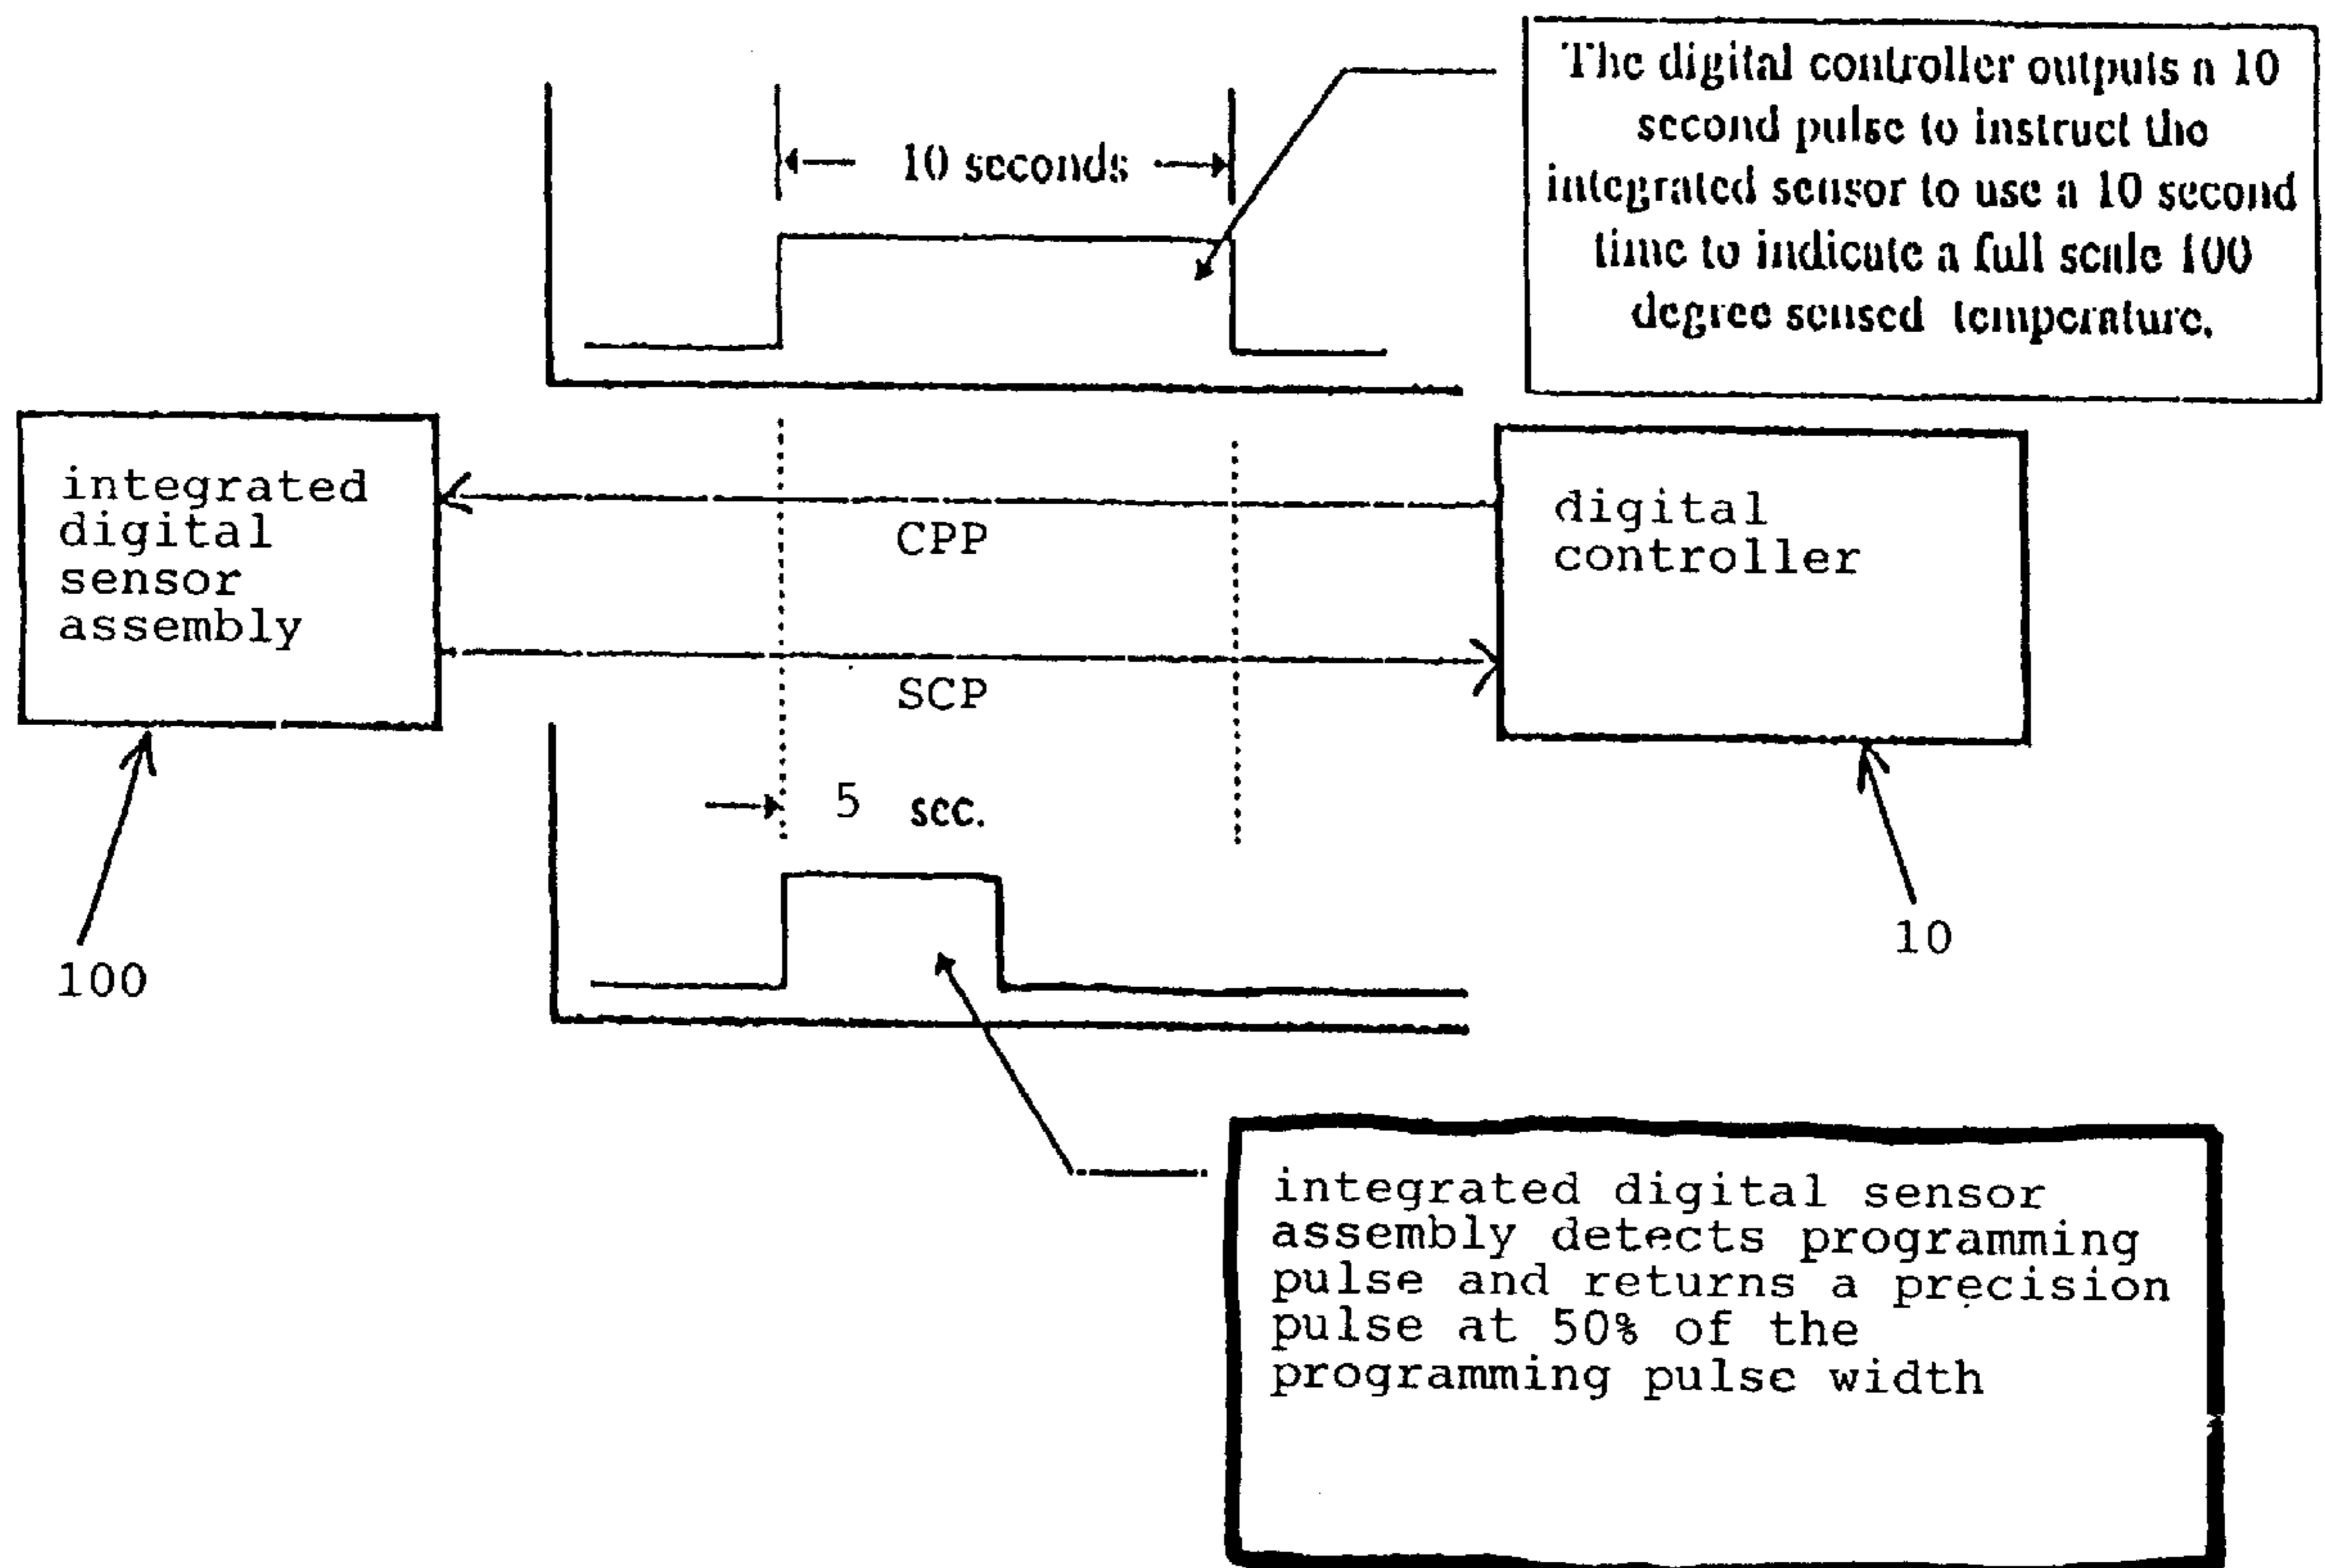 The digital controller outputs a 10
second pulse to instruct the
integrated sensor to use a 10 second
time to indicate a full scale 100
degree sensed temperature.
10 seconds
integrated
digital
sensor
assembly
CPP
digital
controller
SCP
5 sec.
100
10
integrated digital sensor
assembly detects programming
pulse and returns a precision
pulse at 50% of the
programming pulse width